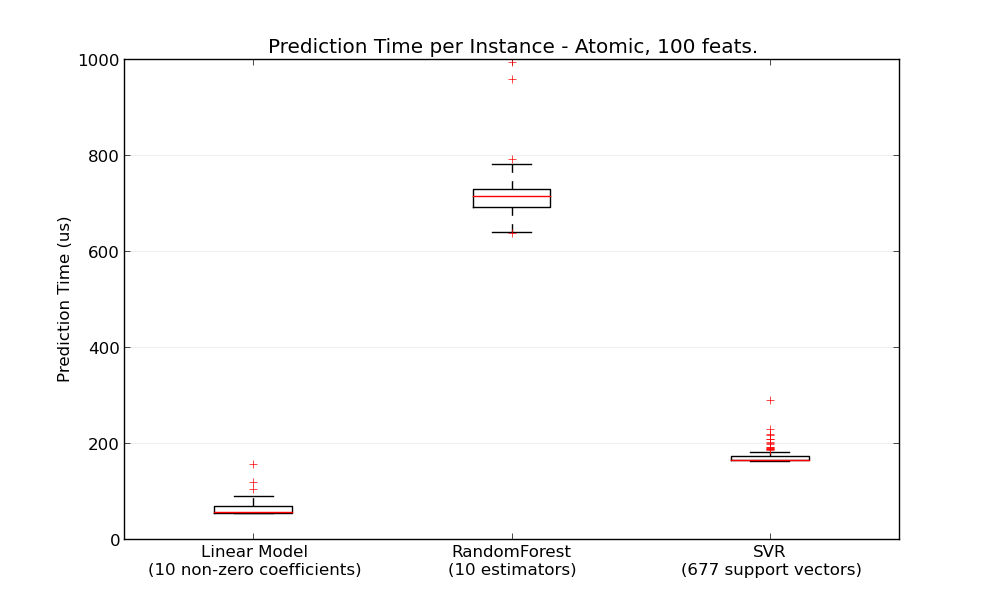 Prediction Time per Instance - Atomic, 100 feats.
1000
800
600
400
200
0
Prediction Time (us)
Linear Model
(10 non-zero coefficients)
RandomForest
(10 estimators)
SVR
(677 support vectors)